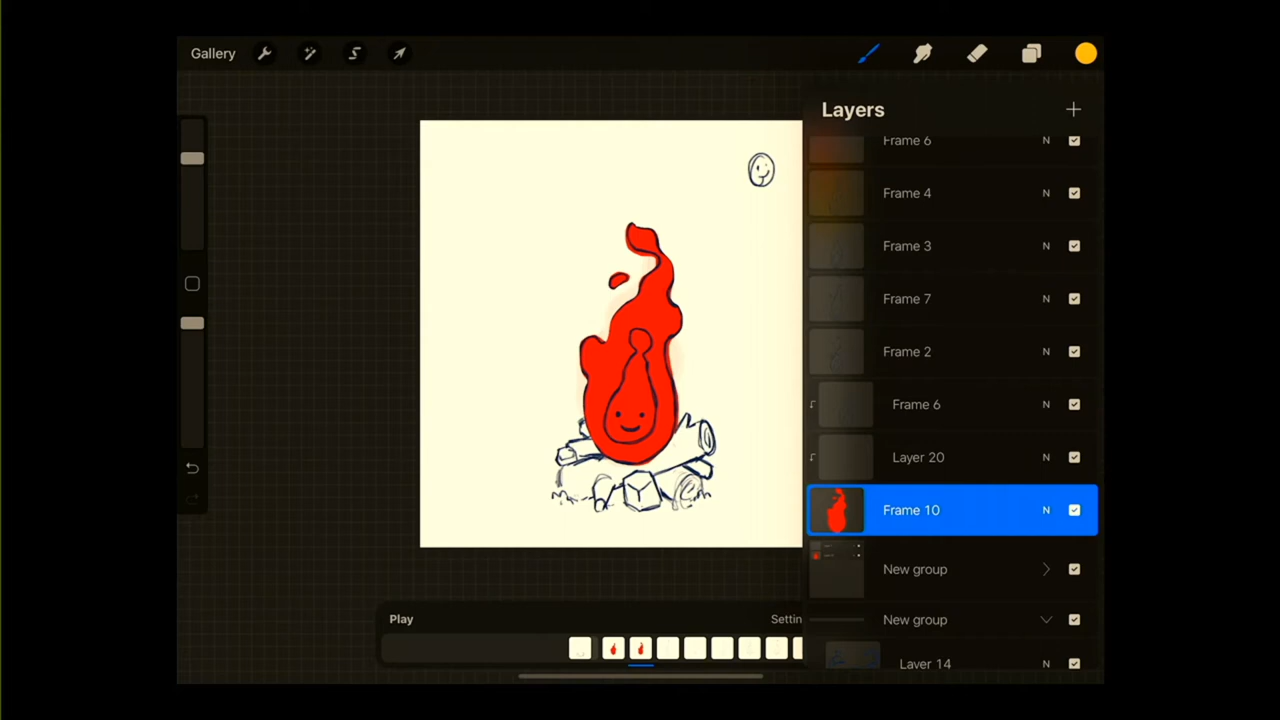 Gallery
Layers
Frame 6 N
Frame 4 N
Frame 3 N
Frame 7 N
Frame 2 N
Frame 6 N
Layer 20 N
Frame 10 N
New group
New group
Layer 14 N
Play Settin